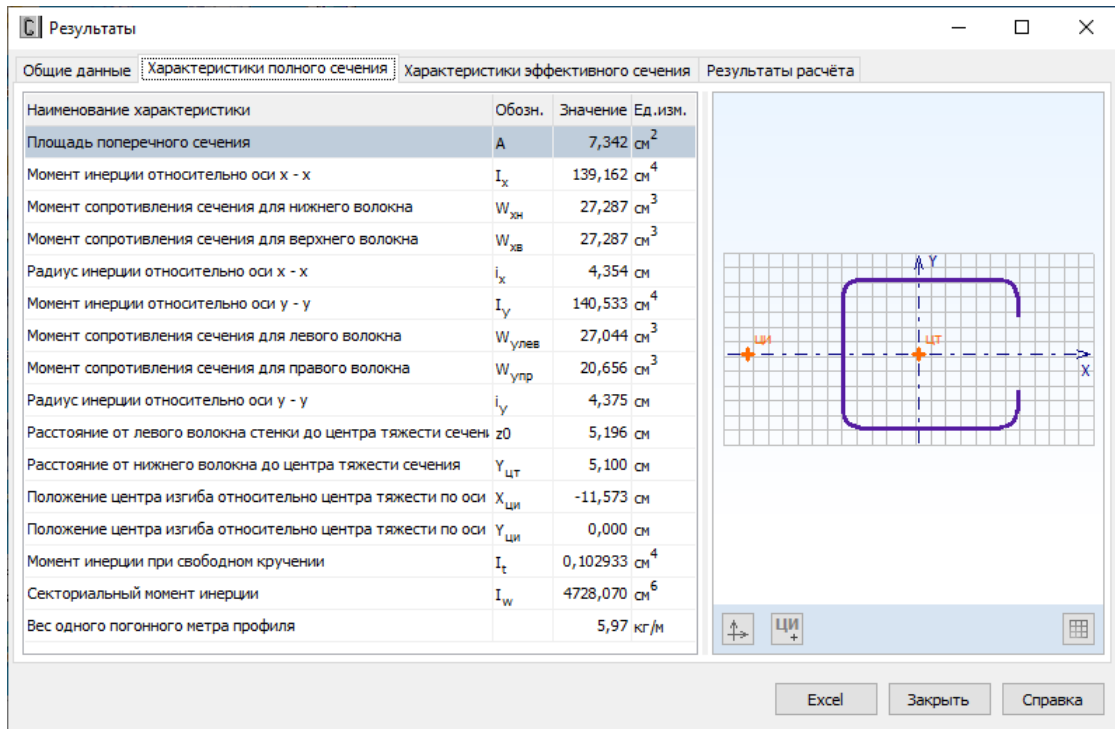 Результаты
Общие данные Характеристики полного сечения Характеристики эффективного сечения Результаты расчёта
Наименование характеристики Обозн. Значение Ед.изм.
Площадь поперечного сечения A 7,342 см²
Момент инерции относительно оси x - x Iₓ 139,162 см⁴
Момент сопротивления сечения для нижнего волокна Wхн 27,287 см³
Момент сопротивления сечения для верхнего волокна Wхв 27,287 см³
Радиус инерции относительно оси x - x iₓ 4,354 см
Момент инерции относительно оси y - y Iy 140,533 см⁴
Момент сопротивления сечения для левого волокна Wyлев 27,044 см³
Момент сопротивления сечения для правого волокна Wyпр 20,656 см³
Радиус инерции относительно оси y - y iy 4,375 см
Расстояние от левого волокна стенки до центра тяжести сечен z0 5,196 см
Расстояние от нижнего волокна до центра тяжести сечения Yцт 5,100 см
Положение центра изгиба относительно центра тяжести по оси Xци -11,573 см
Положение центра изгиба относительно центра тяжести по оси Yци 0,000 см
Момент инерции при свободном кручении It 0,102933 см⁴
Секториальный момент инерции Iw 4728,070 см⁶
Вес одного погонного метра профиля 5,97 кг/м
Y
ци
цт
X
ЦИ
Excel Закрыть Справка